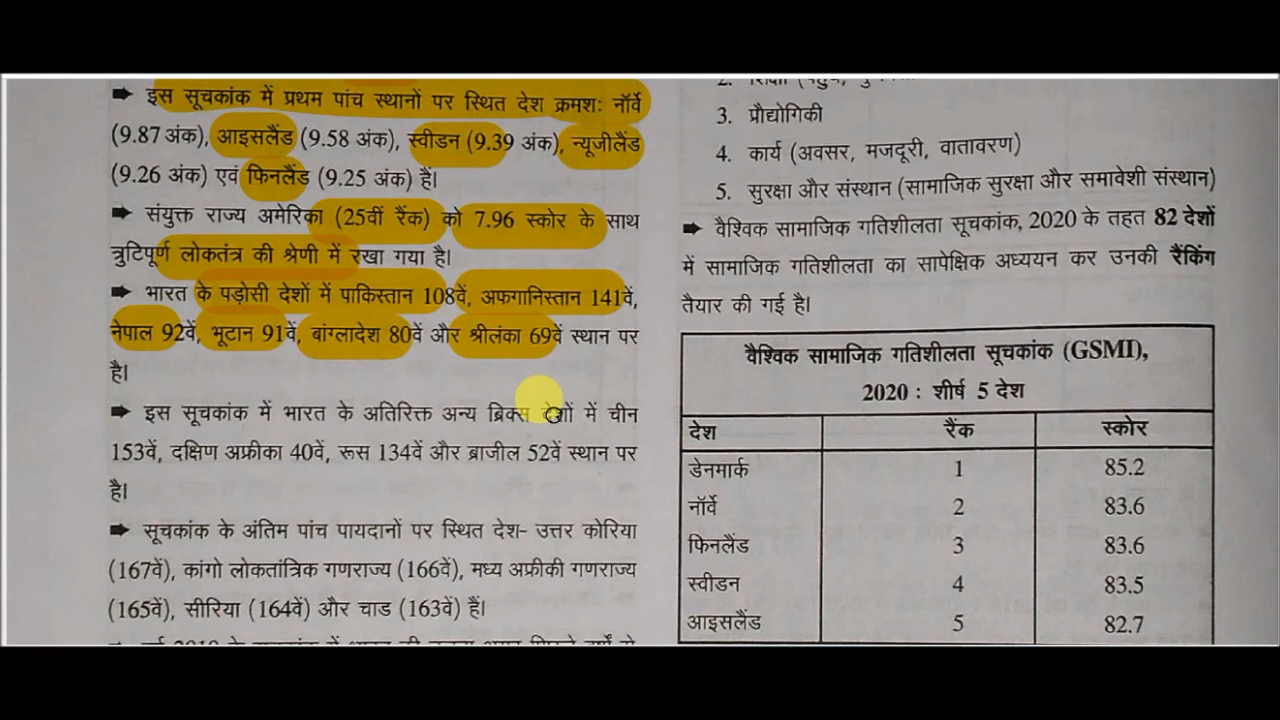 ➡ इस सूचकांक में प्रथम पांच स्थानों पर स्थित देश क्रमशः नॉर्वे
(9.87 अंक), आइसलैंड (9.58 अंक), स्वीडन (9.39 अंक), न्यूजीलैंड
(9.26 अंक) एवं फिनलैंड (9.25 अंक) हैं।
➡ संयुक्त राज्य अमेरिका (25वीं रैंक) को 7.96 स्कोर के साथ
त्रुटिपूर्ण लोकतंत्र की श्रेणी में रखा गया है।
➡ भारत के पड़ोसी देशों में पाकिस्तान 108वें, अफगानिस्तान 141वें,
नेपाल 92वें, भूटान 91वें, बांग्लादेश 80वें और श्रीलंका 69वें स्थान पर
है।
➡ इस सूचकांक में भारत के अतिरिक्त अन्य ब्रिक्स देशों में चीन
153वें, दक्षिण अफ्रीका 40वें, रूस 134वें और ब्राजील 52वें स्थान पर
है।
➡ सूचकांक के अंतिम पांच पायदानों पर स्थित देश- उत्तर कोरिया
(167वें), कांगो लोकतांत्रिक गणराज्य (166वें), मध्य अफ्रीकी गणराज्य
(165वें), सीरिया (164वें) और चाड (163वें) हैं।
3. प्रौद्योगिकी
4. कार्य (अवसर, मजदूरी, वातावरण)
5. सुरक्षा और संस्थान (सामाजिक सुरक्षा और समावेशी संस्थान)
➡ वैश्विक सामाजिक गतिशीलता सूचकांक, 2020 के तहत 82 देशों
में सामाजिक गतिशीलता का सापेक्षिक अध्ययन कर उनकी रैंकिंग
तैयार की गई है।
वैश्विक सामाजिक गतिशीलता सूचकांक (GSMI),
2020 : शीर्ष 5 देश
देश रैंक स्कोर
डेनमार्क 1 85.2
नॉर्वे 2 83.6
फिनलैंड 3 83.6
स्वीडन 4 83.5
आइसलैंड 5 82.7